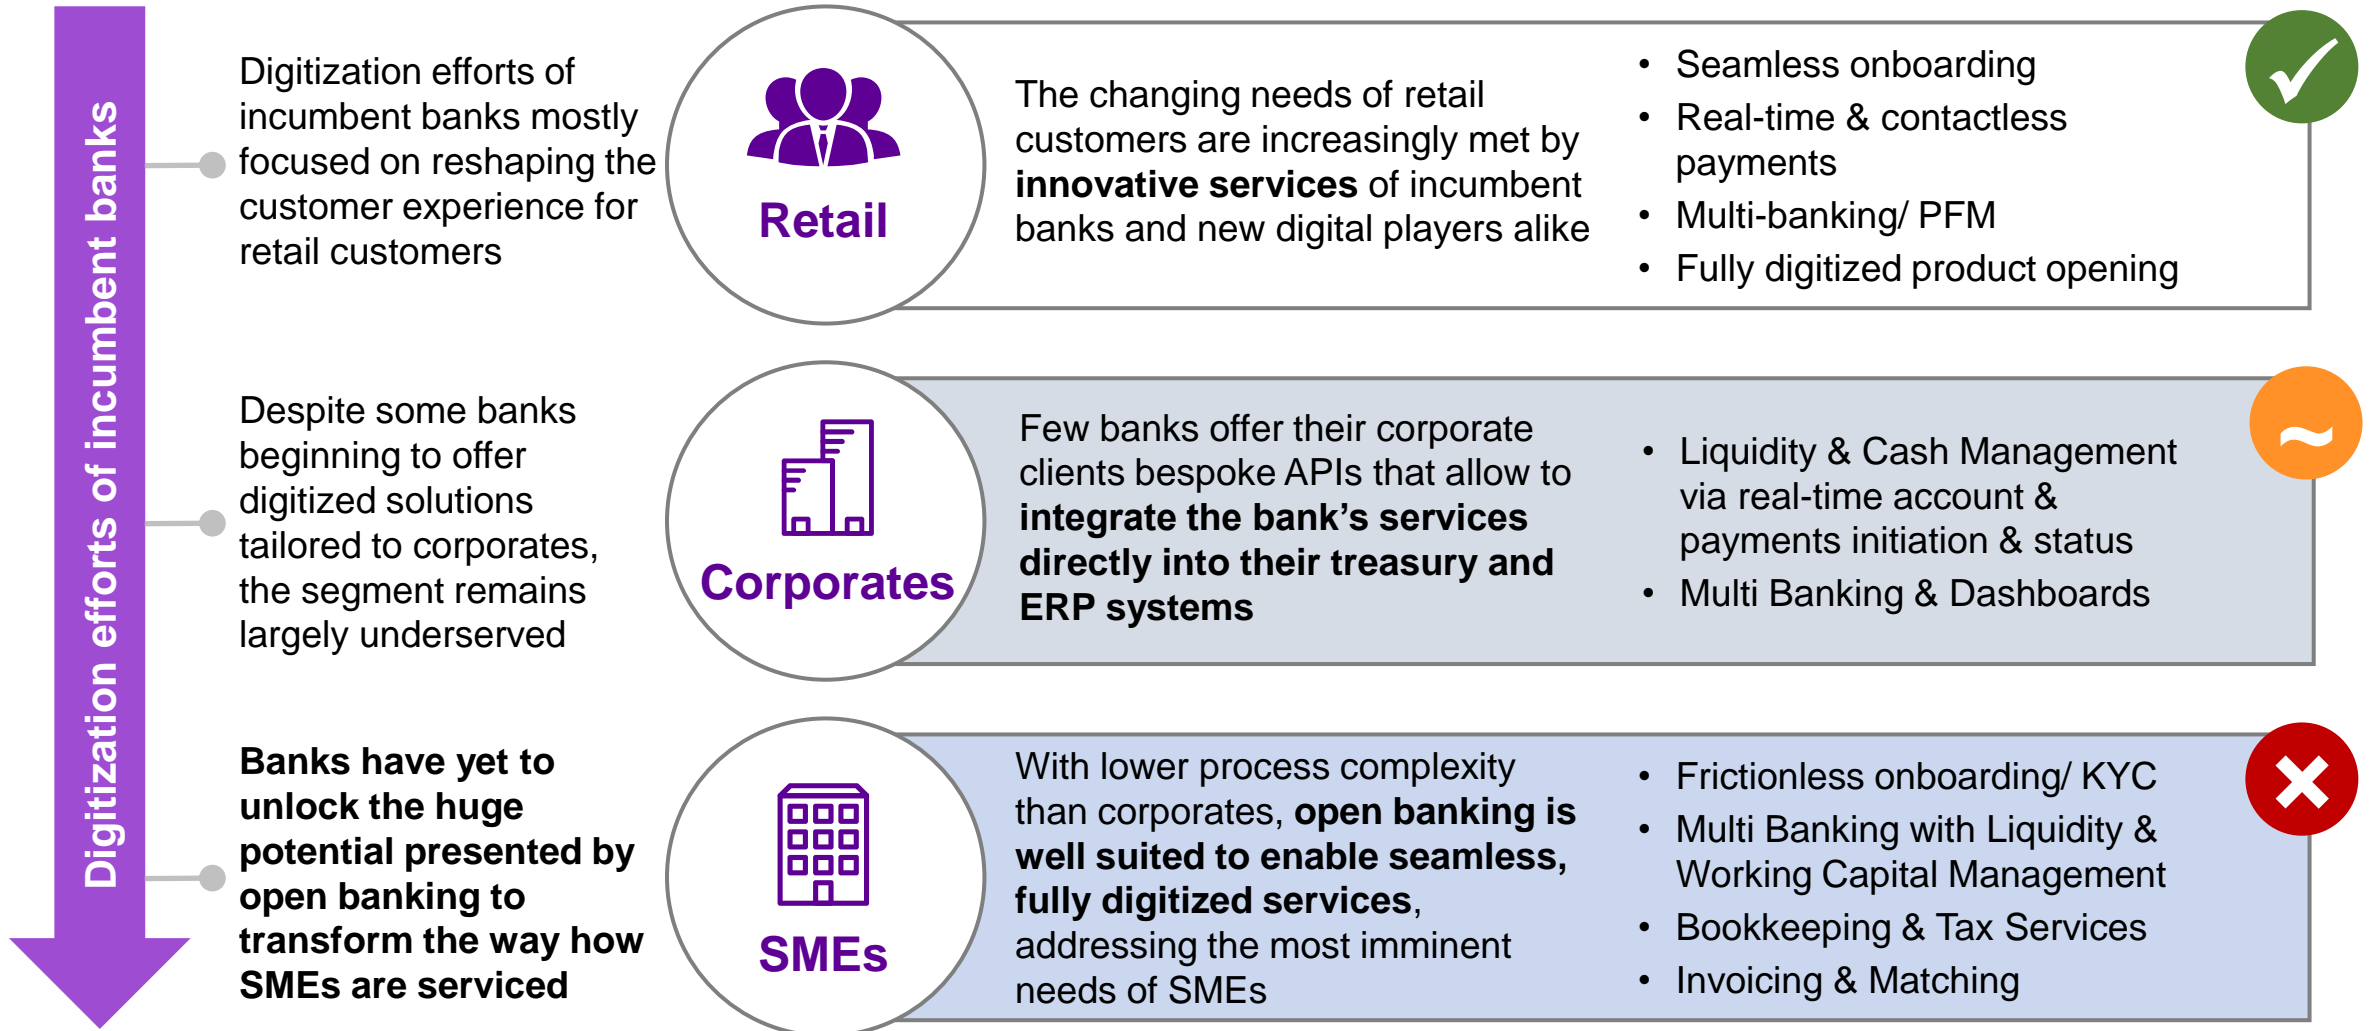 Digitization efforts of incumbent banks
Digitization efforts of
incumbent banks mostly
focused on reshaping the
customer experience for
retail customers
Retail
The changing needs of retail
customers are increasingly met by
innovative services of incumbent
banks and new digital players alike
• Seamless onboarding
• Real-time & contactless
payments
• Multi-banking/ PFM
• Fully digitized product opening
Despite some banks
beginning to offer
digitized solutions
tailored to corporates,
the segment remains
largely underserved
Corporates
Few banks offer their corporate
clients bespoke APIs that allow to
integrate the bank’s services
directly into their treasury and
ERP systems
• Liquidity & Cash Management
via real-time account &
payments initiation & status
• Multi Banking & Dashboards
~
Banks have yet to
unlock the huge
potential presented by
open banking to
transform the way how
SMEs are serviced
SMEs
With lower process complexity
than corporates, open banking is
well suited to enable seamless,
fully digitized services,
addressing the most imminent
needs of SMEs
• Frictionless onboarding/ KYC
• Multi Banking with Liquidity &
Working Capital Management
• Bookkeeping & Tax Services
• Invoicing & Matching